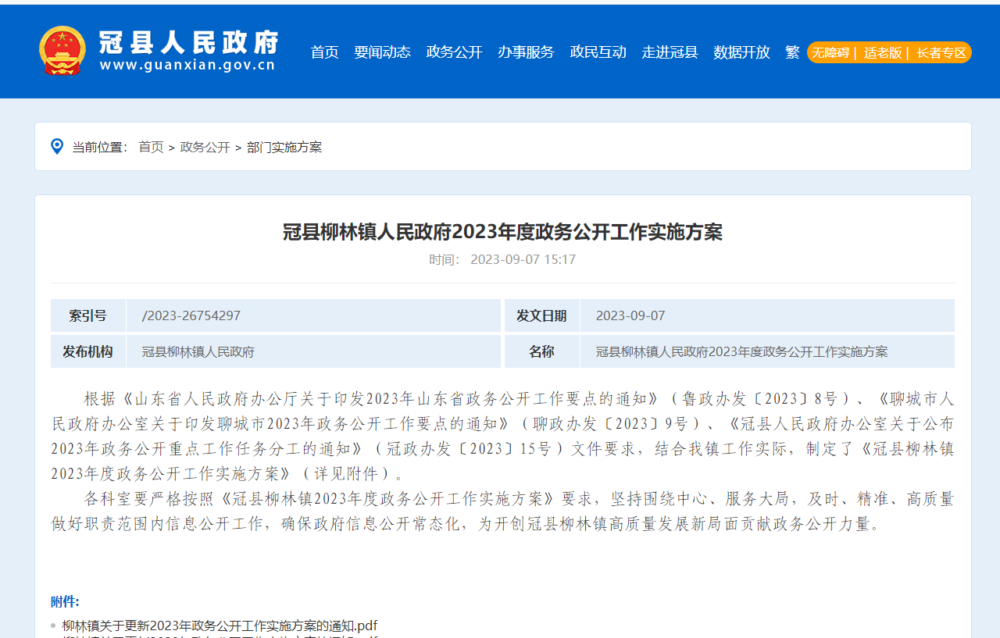 冠县人民政府
www.guanxian.gov.cn
首页 要闻动态 政务公开 办事服务 政民互动 走进冠县 数据开放 繁 无障碍 | 适老版 | 长者专区
当前位置： 首页 > 政务公开 > 部门实施方案
冠县柳林镇人民政府2023年度政务公开工作实施方案
时间： 2023-09-07 15:17
索引号 /2023-26754297 发文日期 2023-09-07
发布机构 冠县柳林镇人民政府 名称 冠县柳林镇人民政府2023年度政务公开工作实施方案
根据《山东省人民政府办公厅关于印发2023年山东省政务公开工作要点的通知》（鲁政办发〔2023〕8号）、《聊城市人
民政府办公室关于印发聊城市2023年政务公开工作要点的通知》（聊政办发〔2023〕9号）、《冠县人民政府办公室关于公布
2023年政务公开重点工作任务分工的通知》（冠政办发〔2023〕15号）文件要求，结合我镇工作实际，制定了《冠县柳林镇
2023年度政务公开工作实施方案》（详见附件）。
各科室要严格按照《冠县柳林镇2023年度政务公开工作实施方案》要求，坚持围绕中心、服务大局，及时、精准、高质量
做好职责范围内信息公开工作，确保政府信息公开常态化，为开创冠县柳林镇高质量发展新局面贡献政务公开力量。
附件:
柳林镇关于更新2023年政务公开工作实施方案的通知.pdf